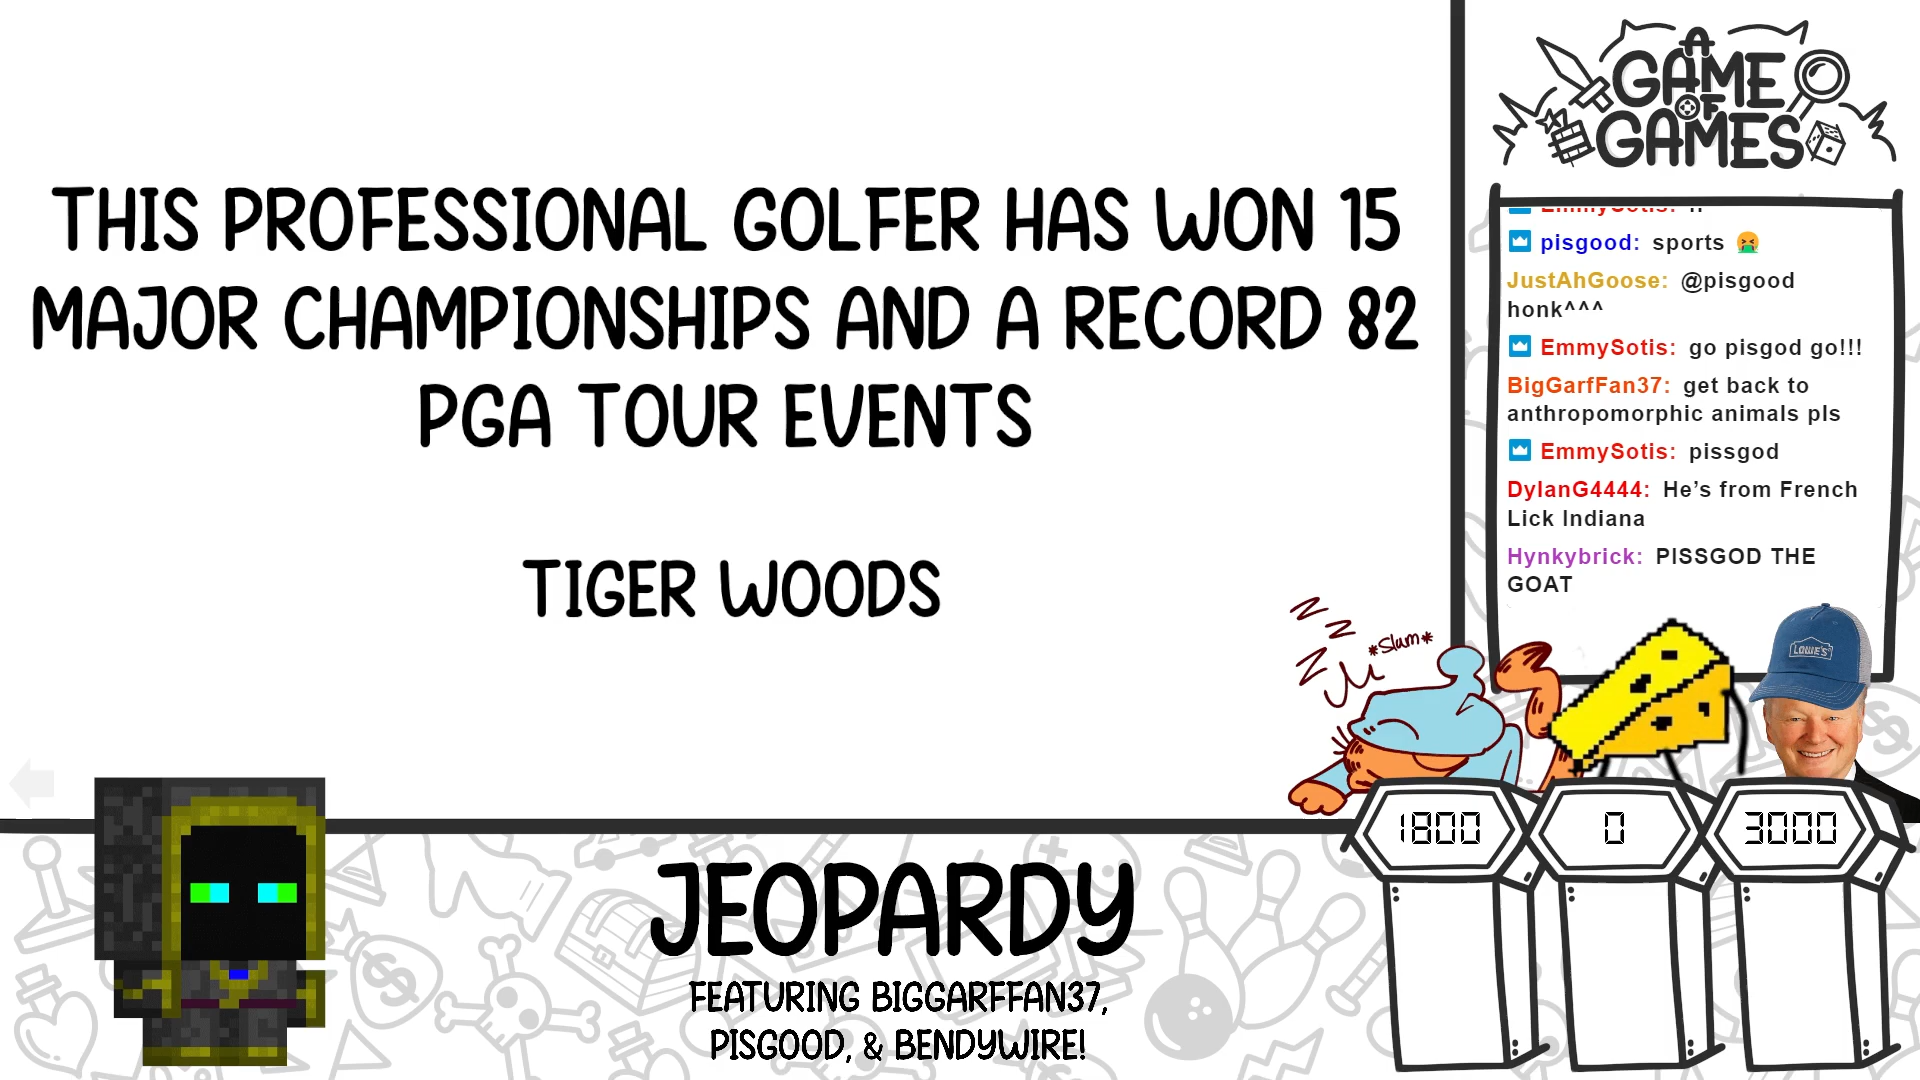 THIS PROFESSIONAL GOLFER HAS WON 15
MAJOR CHAMPIONSHIPS AND A RECORD 82
PGA TOUR EVENTS
TIGER WOODS
A
GAME
OF
GAMES
EmmySotis:
pisgood: sports 🤮
JustAhGoose: @pisgood
honk^^^
EmmySotis: go pisgod go!!!
BigGarfFan37: get back to
anthropomorphic animals pls
EmmySotis: pissgod
DylanG4444: He’s from French
Lick Indiana
Hynkybrick: PISSGOD THE
GOAT
Z
Z
Z
*Slum*
LOWE'S
1800
0
3000
JEOPARDY
FEATURING BIGGARFFAN37,
PISGOOD, & BENDYWIRE!